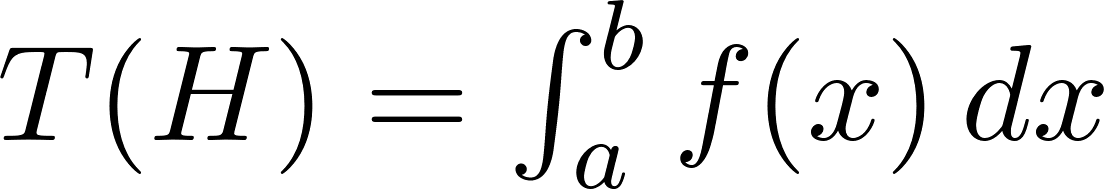 T(H) = ∫_a^b f(x) dx